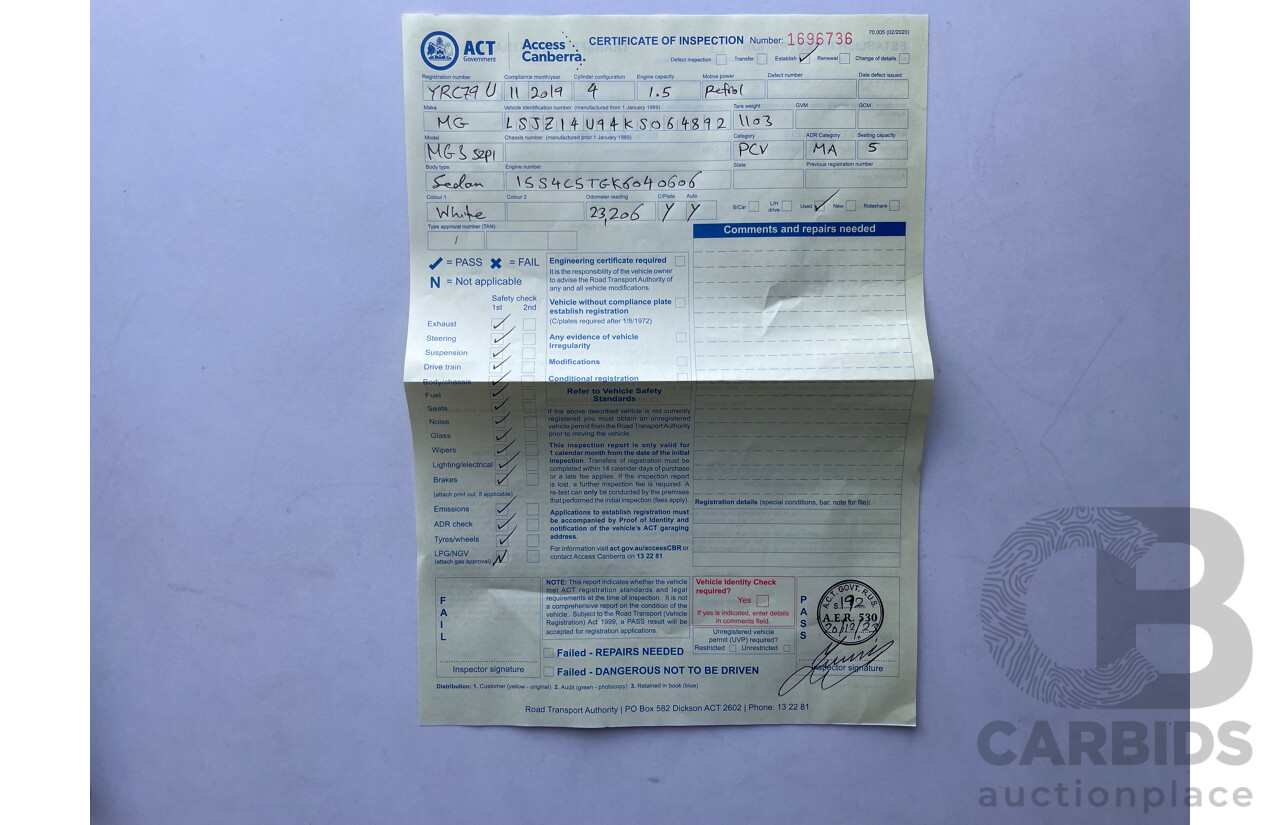 ACT Government
Access Canberra.
CERTIFICATE OF INSPECTION Number: 1696736
70.005 (02/2020)
Defect inspection Transfer Establish ✓ Renewal Change of details
Registration number Compliance month/year Cylinder configuration Engine capacity Motive power Defect number Date defect issued
YRC79U 11 2019 4 1.5 Petrol
Make Vehicle identification number (manufactured from 1 January 1989) Tare weight GVM GCM
MG LSJZ14U94KS064892 1103
Model Chassis number (manufactured prior 1 January 1989) Category ADR Category Seating capacity
MG3 SZP1 PCV MA 5
Body type Engine number State Previous registration number
Sedan 15S4C5TGK6040606
Colour 1 Colour 2 Odometer reading C/Plate Auto
White 23,206 Y Y
S/Car L/H drive Used ✓ New Rideshare
Type approval number (TAN)
/
Comments and repairs needed
✓ = PASS ✖ = FAIL
N = Not applicable
Safety check
1st 2nd
Exhaust ✓
Steering ✓
Suspension ✓
Drive train ✓
Body/chassis ✓
Fuel ✓
Seats ✓
Noise ✓
Glass ✓
Wipers ✓
Lighting/electrical ✓
Brakes ✓
(attach print out, if applicable)
Emissions ✓
ADR check ✓
Tyres/wheels ✓
LPG/NGV N
(attach gas approval)
Engineering certificate required
It is the responsibility of the vehicle owner
to advise the Road Transport Authority of
any and all vehicle modifications.
Vehicle without compliance plate
establish registration
(C/plates required after 1/8/1972)
Any evidence of vehicle
irregularity
Modifications
Conditional registration
Refer to Vehicle Safety
Standards
If the above described vehicle is not currently
registered you must obtain an unregistered
vehicle permit from the Road Transport Authority
prior to moving the vehicle.
This inspection report is only valid for
1 calendar month from the date of the initial
inspection. Transfers of registration must be
completed within 14 calendar days of purchase
or a late fee applies. If the inspection report
is lost, a further inspection fee is required. A
re-test can only be conducted by the premises
that performed the initial inspection (fees apply).
Applications to establish registration must
be accompanied by Proof of Identity and
notification of the vehicle's ACT garaging
address.
For information visit act.gov.au/accessCBR or
contact Access Canberra on 13 22 81.
Registration details (special conditions, bar, note for file):
FAIL
Inspector signature
NOTE: This report indicates whether the vehicle
met ACT registration standards and legal
requirements at the time of inspection. It is not
a comprehensive report on the condition of the
vehicle. Subject to the Road Transport (Vehicle
Registration) Act 1999, a PASS result will be
accepted for registration applications.
Failed - REPAIRS NEEDED
Failed - DANGEROUS NOT TO BE DRIVEN
Vehicle Identity Check
required?
Yes
If yes is indicated, enter details
in comments field.
Unregistered vehicle
permit (UVP) required?
Restricted Unrestricted
PASS
A.C.T. GOVT. R.U.S.
A.E.R. 530
20/12/23
Inspector signature
Distribution: 1. Customer (yellow - original) 2. Audit (green - photocopy) 3. Retained in book (blue)
Road Transport Authority | PO Box 582 Dickson ACT 2602 | Phone: 13 22 81
CARBIDS
auctionplace